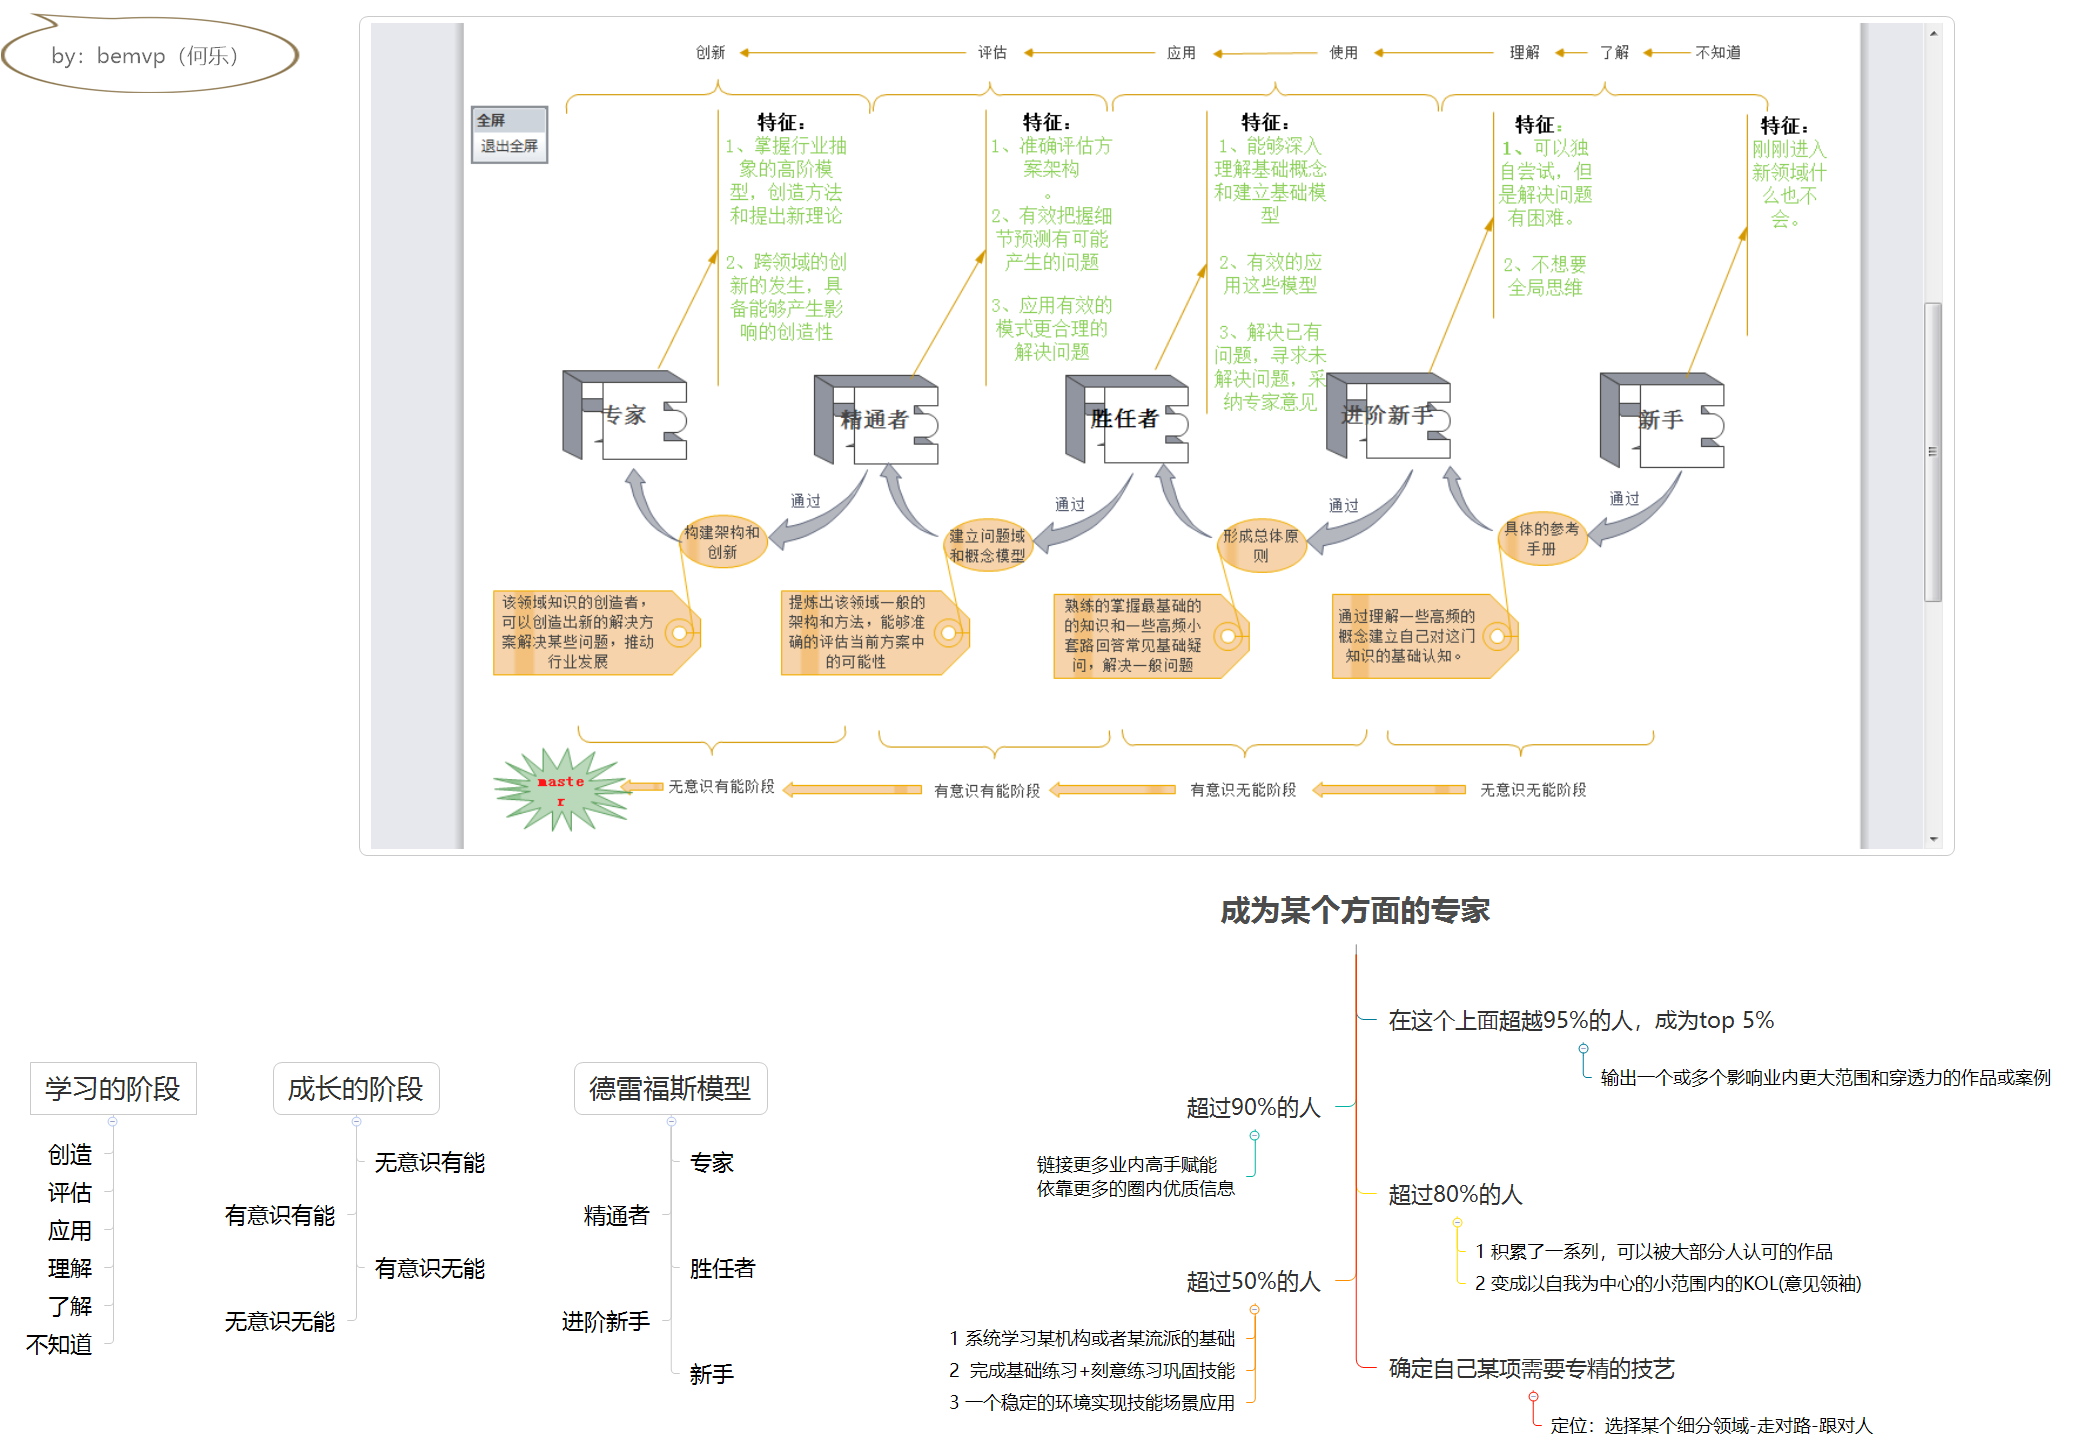 by：bemvp（何乐）
创新
评估
应用
使用
理解
了解
不知道
全屏
退出全屏
特征：
1、掌握行业抽
象的高阶模
型，创造方法
和提出新理论
2、跨领域的创
新的发生，具
备能够产生影
响的创造性
特征：
1、准确评估方
案架构
。
2、有效把握细
节预测有可能
产生的问题
3、应用有效的
模式更合理的
解决问题
特征：
1、能够深入
理解基础概念
和建立基础模
型
2、有效的应
用这些模型
3、解决已有
问题，寻求未
解决问题，采
纳专家意见
特征：
1、可以独
自尝试，但
是解决问题
有困难。
2、不想要
全局思维
特征：
刚刚进入
新领域什
么也不
会。
专家
精通者
胜任者
进阶新手
新手
通过
通过
通过
通过
构建架构和
创新
建立问题域
和概念模型
形成总体原
则
具体的参考
手册
该领域知识的创造者，
可以创造出新的解决方
案解决某些问题，推动
行业发展
提炼出该领域一般的
架构和方法，能够准
确的评估当前方案中
的可能性
熟练的掌握最基础的
的知识和一些高频小
套路回答常见基础疑
问，解决一般问题
通过理解一些高频的
概念建立自己对这门
知识的基础认知。
maste
r
无意识有能阶段
有意识有能阶段
有意识无能阶段
无意识无能阶段
成为某个方面的专家
在这个上面超越95%的人，成为top 5%
输出一个或多个影响业内更大范围和穿透力的作品或案例
超过90%的人
链接更多业内高手赋能
依靠更多的圈内优质信息
超过80%的人
1 积累了一系列，可以被大部分人认可的作品
2 变成以自我为中心的小范围内的KOL(意见领袖)
超过50%的人
1 系统学习某机构或者某流派的基础
2 完成基础练习+刻意练习巩固技能
3 一个稳定的环境实现技能场景应用
确定自己某项需要专精的技艺
定位：选择某个细分领域-走对路-跟对人
学习的阶段
创造
评估
应用
理解
了解
不知道
成长的阶段
无意识有能
有意识有能
有意识无能
无意识无能
德雷福斯模型
专家
精通者
胜任者
进阶新手
新手